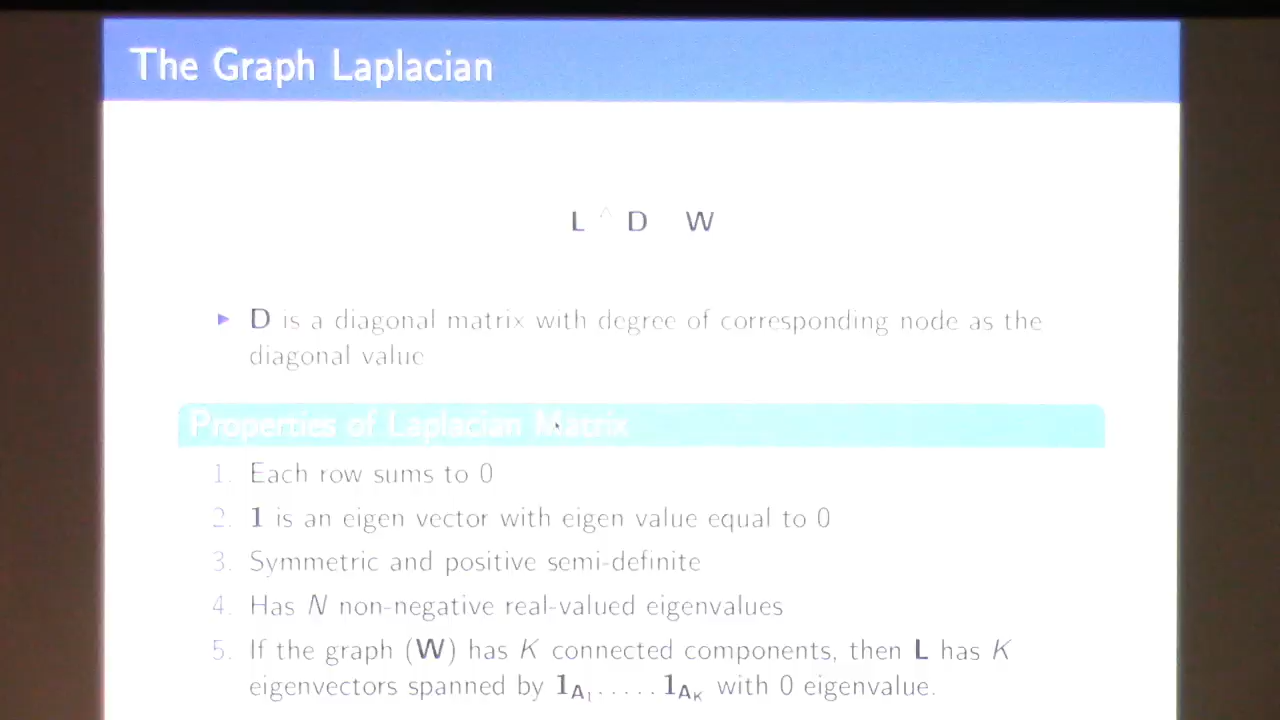 The Graph Laplacian
L ^ D W
▶ D is a diagonal matrix with degree of corresponding node as the
diagonal value
Properties of Laplacian Matrix
1. Each row sums to 0
2. 1 is an eigen vector with eigen value equal to 0
3. Symmetric and positive semi-definite
4. Has N non-negative real-valued eigenvalues
5. If the graph (W) has K connected components, then L has K
eigenvectors spanned by 1A₁.....1Aᴋ with 0 eigenvalue.